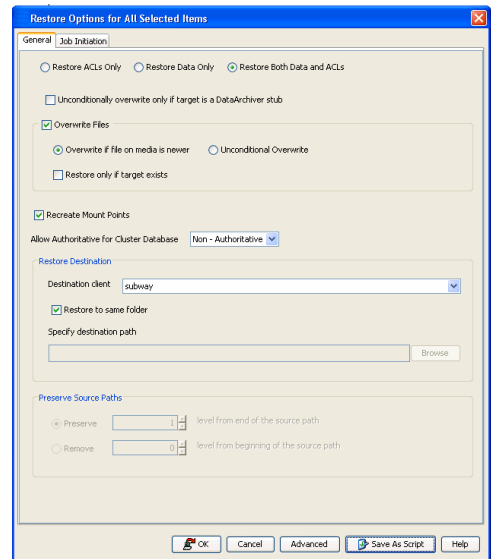 Restore Options for All Selected Items
General Job Initiation
Restore ACLs Only Restore Data Only Restore Both Data and ACLs
Unconditionally overwrite only if target is a DataArchiver stub
Overwrite Files
Overwrite if file on media is newer Unconditional Overwrite
Restore only if target exists
Recreate Mount Points
Allow Authoritative for Cluster Database Non - Authoritative
Restore Destination
Destination client subway
Restore to same folder
Specify destination path
Browse
Preserve Source Paths
Preserve 1 level from end of the source path
Remove 0 level from beginning of the source path
OK Cancel Advanced Save As Script Help